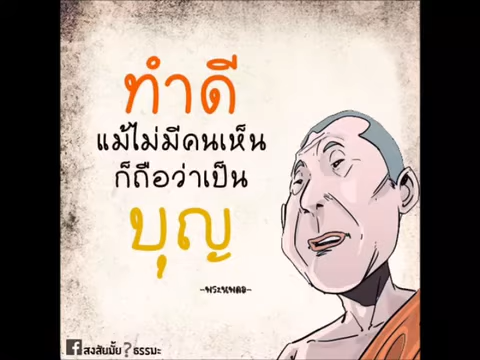 ทำดี
แม้ไม่มีคนเห็น
ก็ถือว่าเป็น
บุญ
สงสันมั้ย?ธรรมะ